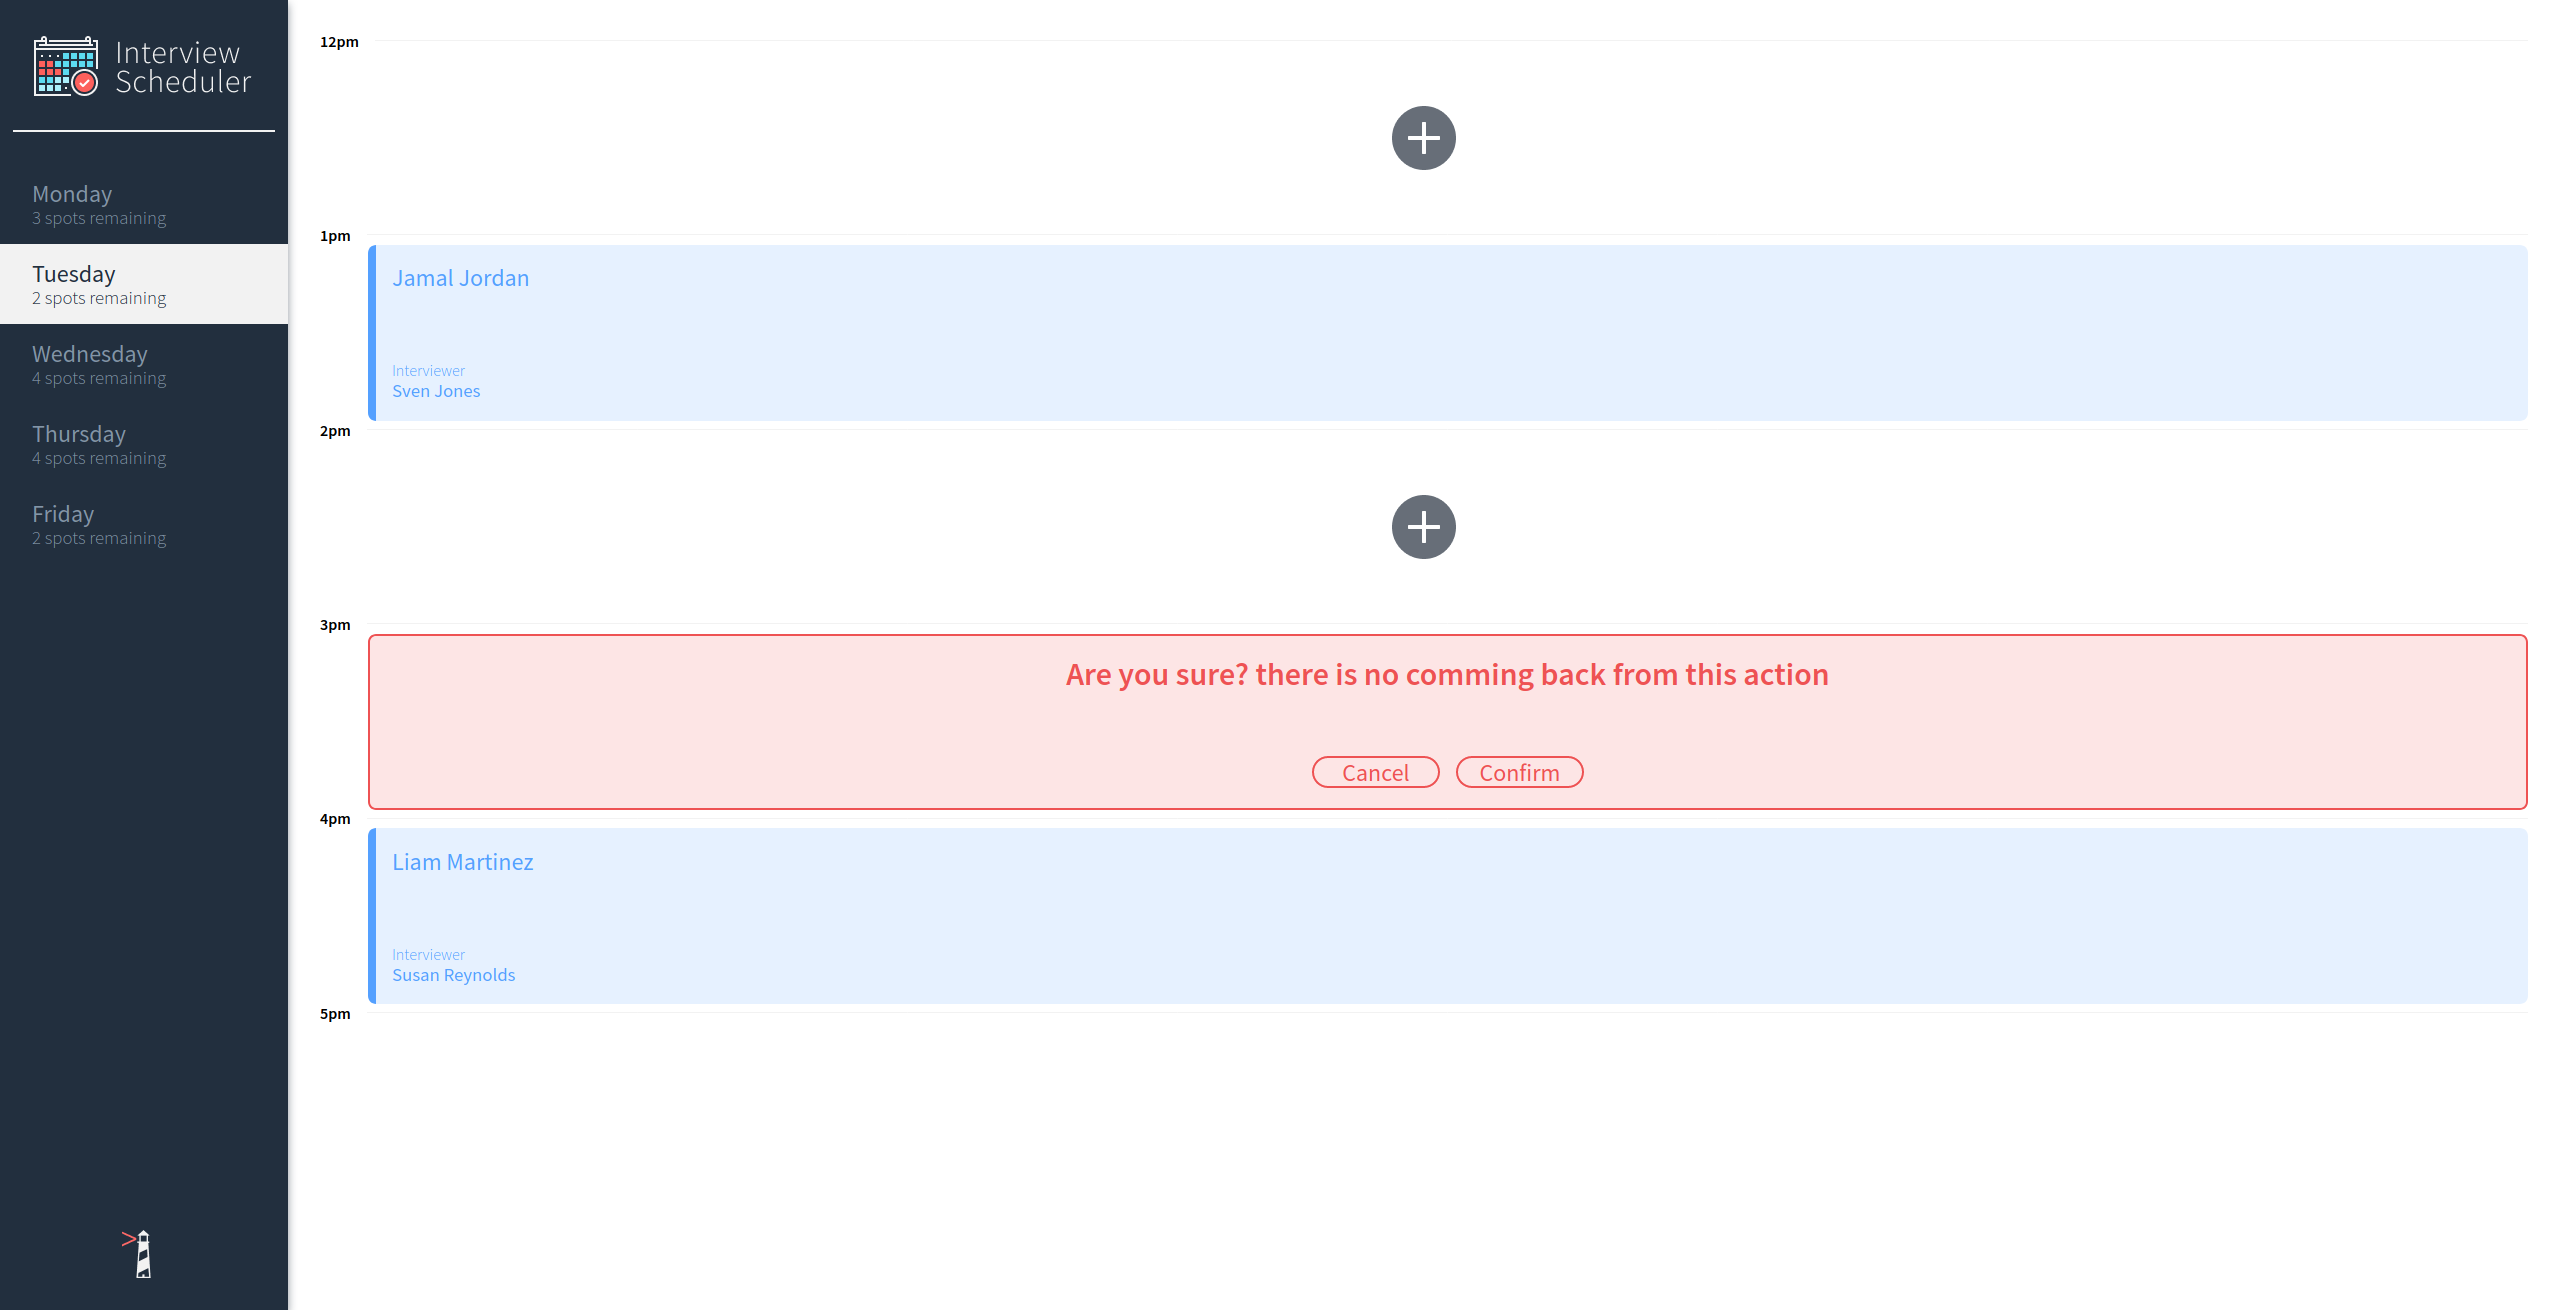 Interview
Scheduler
Monday
3 spots remaining
Tuesday
2 spots remaining
Wednesday
4 spots remaining
Thursday
4 spots remaining
Friday
2 spots remaining
12pm
1pm
Jamal Jordan
Interviewer
Sven Jones
2pm
3pm
Are you sure? there is no comming back from this action
Cancel Confirm
4pm
Liam Martinez
Interviewer
Susan Reynolds
5pm